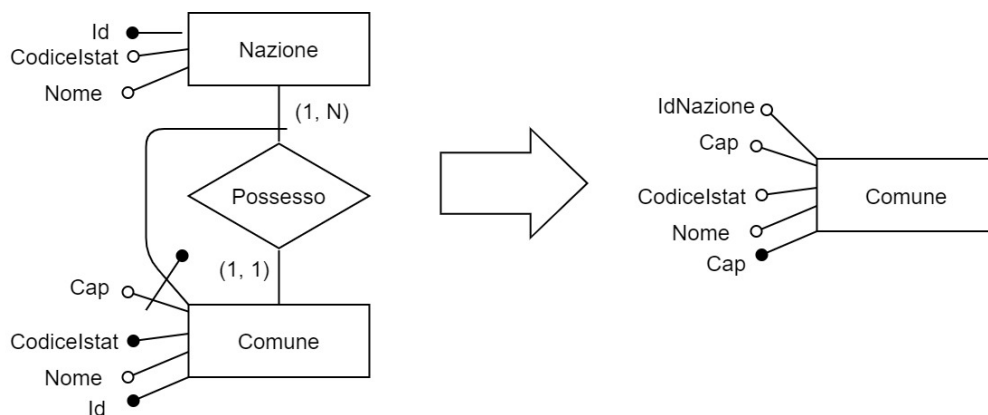 Id
CodiceIstat
Nome
Nazione
(1, N)
Possesso
(1, 1)
Cap
CodiceIstat
Nome
Id
Comune
IdNazione
Cap
CodiceIstat
Nome
Cap
Comune